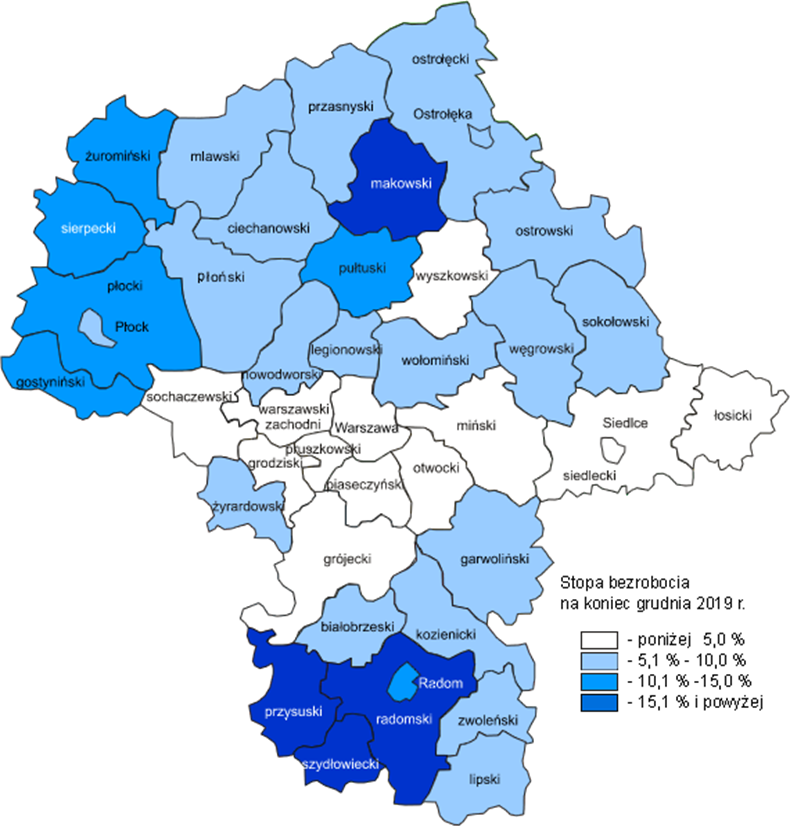 ostrołęcki
przasnyski
Ostrołęka
żuromiński
mlawski
makowski
sierpecki
ciechanowski
ostrowski
płocki
płoński
pułtuski
wyszkowski
Płock
legionowski
wołomiński
węgrowski
sokołowski
gostyniński
nowodworski
sochaczewski
warszawski
zachodni
Warszawa
miński
Siedlce
łosicki
pruszkowski
grodziski
otwocki
siedlecki
piaseczyński
żyrardowski
grójecki
garwoliński
Stopa bezrobocia
na koniec grudnia 2019 r.
- poniżej 5,0 %
- 5,1 % - 10,0 %
- 10,1 % -15,0 %
- 15,1 % i powyżej
białobrzeski
kozienicki
Radom
przysuski
radomski
zwoleński
szydłowiecki
lipski